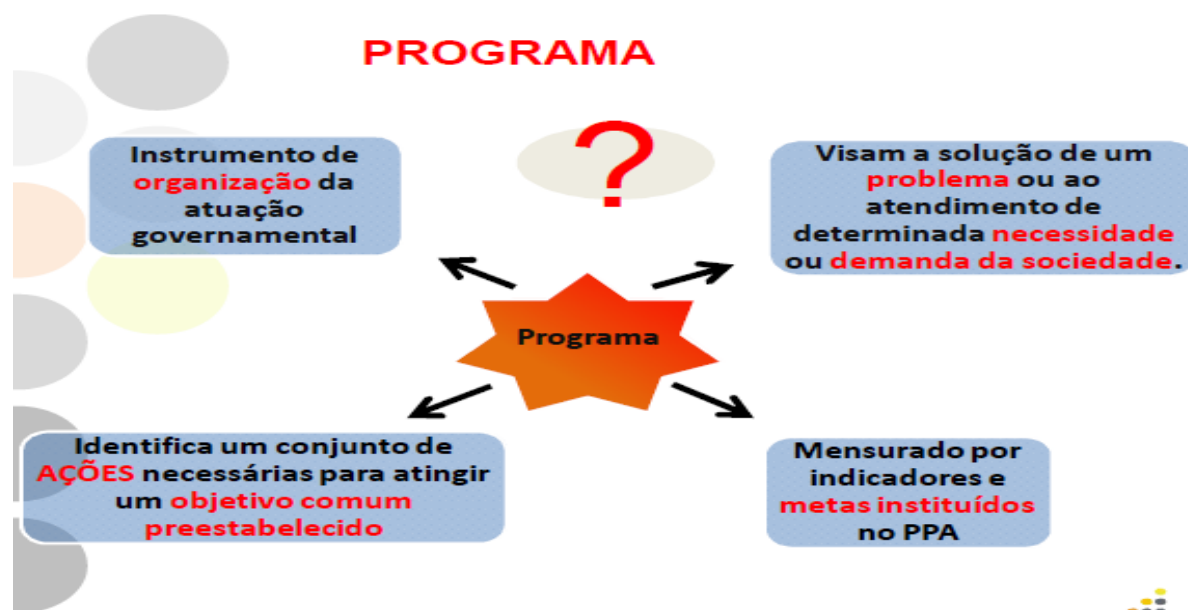 PROGRAMA
?
Instrumento de
organização da
atuação
governamental
Visam a solução de um
problema ou ao
atendimento de
determinada necessidade
ou demanda da sociedade.
Programa
Identifica um conjunto de
AÇÕES necessárias para atingir
um objetivo comum
preestabelecido
Mensurado por
indicadores e
metas instituídos
no PPA